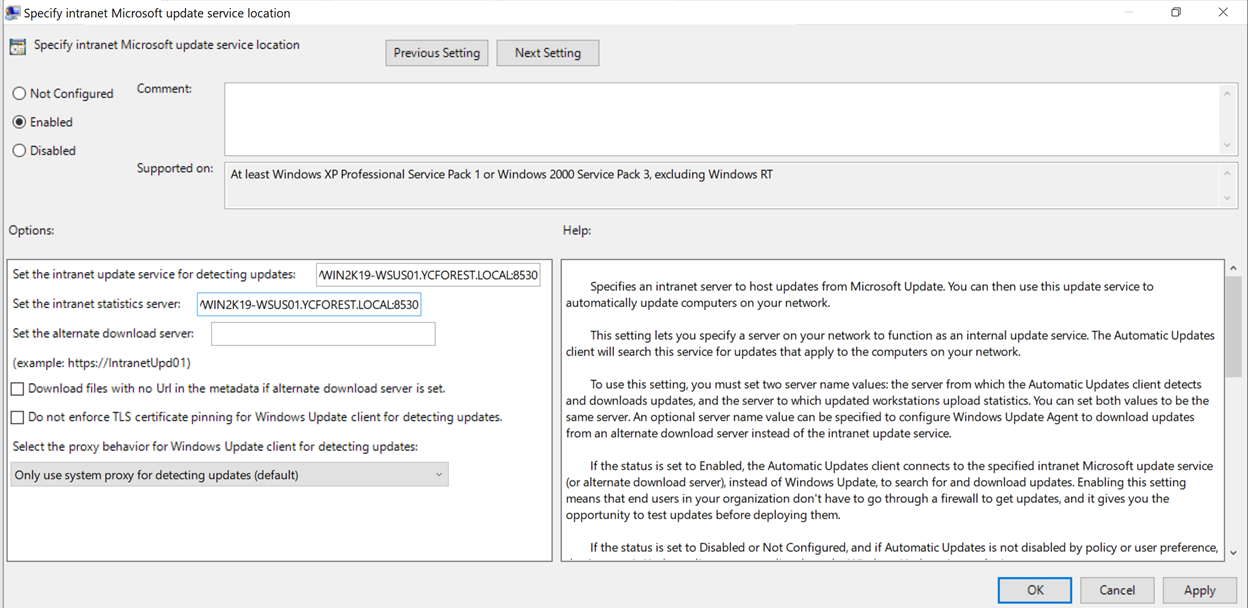 Specify intranet Microsoft update service location
Specify intranet Microsoft update service location
Previous Setting
Next Setting
Not Configured
Comment:
Enabled
Disabled
Supported on:
At least Windows XP Professional Service Pack 1 or Windows 2000 Service Pack 3, excluding Windows RT
Options:
Help:
Set the intranet update service for detecting updates:
/WIN2K19-WSUS01.YCFOREST.LOCAL:8530
Set the intranet statistics server:
/WIN2K19-WSUS01.YCFOREST.LOCAL:8530
Set the alternate download server:
(example: https://IntranetUpd01)
Download files with no Url in the metadata if alternate download server is set.
Do not enforce TLS certificate pinning for Windows Update client for detecting updates.
Select the proxy behavior for Windows Update client for detecting updates:
Only use system proxy for detecting updates (default)
Specifies an intranet server to host updates from Microsoft Update. You can then use this update service to
automatically update computers on your network.
This setting lets you specify a server on your network to function as an internal update service. The Automatic Updates
client will search this service for updates that apply to the computers on your network.
To use this setting, you must set two server name values: the server from which the Automatic Updates client detects
and downloads updates, and the server to which updated workstations upload statistics. You can set both values to be the
same server. An optional server name value can be specified to configure Windows Update Agent to download updates
from an alternate download server instead of the intranet update service.
If the status is set to Enabled, the Automatic Updates client connects to the specified intranet Microsoft update service
(or alternate download server), instead of Windows Update, to search for and download updates. Enabling this setting
means that end users in your organization don't have to go through a firewall to get updates, and it gives you the
opportunity to test updates before deploying them.
If the status is set to Disabled or Not Configured, and if Automatic Updates is not disabled by policy or user preference,
OK
Cancel
Apply